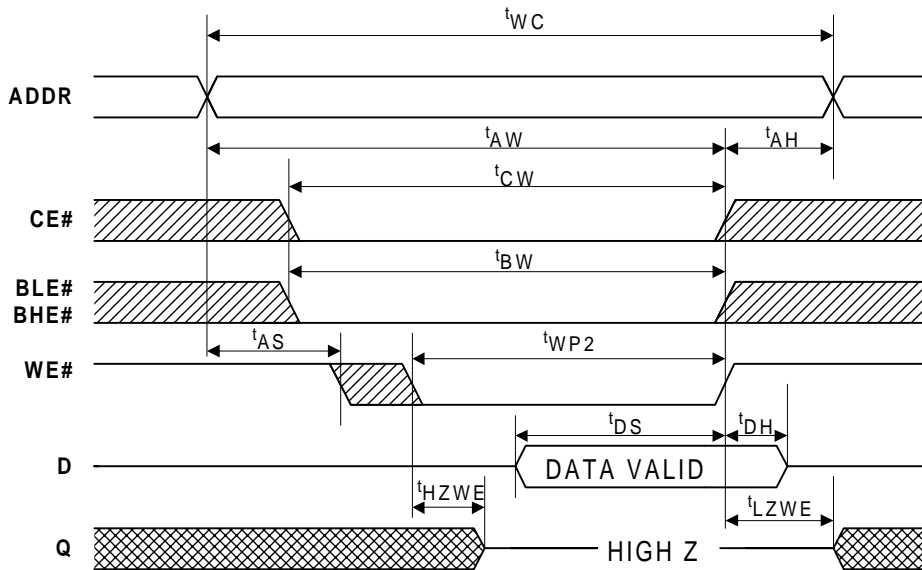 tWC
ADDR
tAW
tAH
tCW
CE#
tBW
BLE#
BHE#
tAS
tWP2
WE#
tDS
tDH
D
DATA VALID
tHZWE
tLZWE
Q
HIGH Z